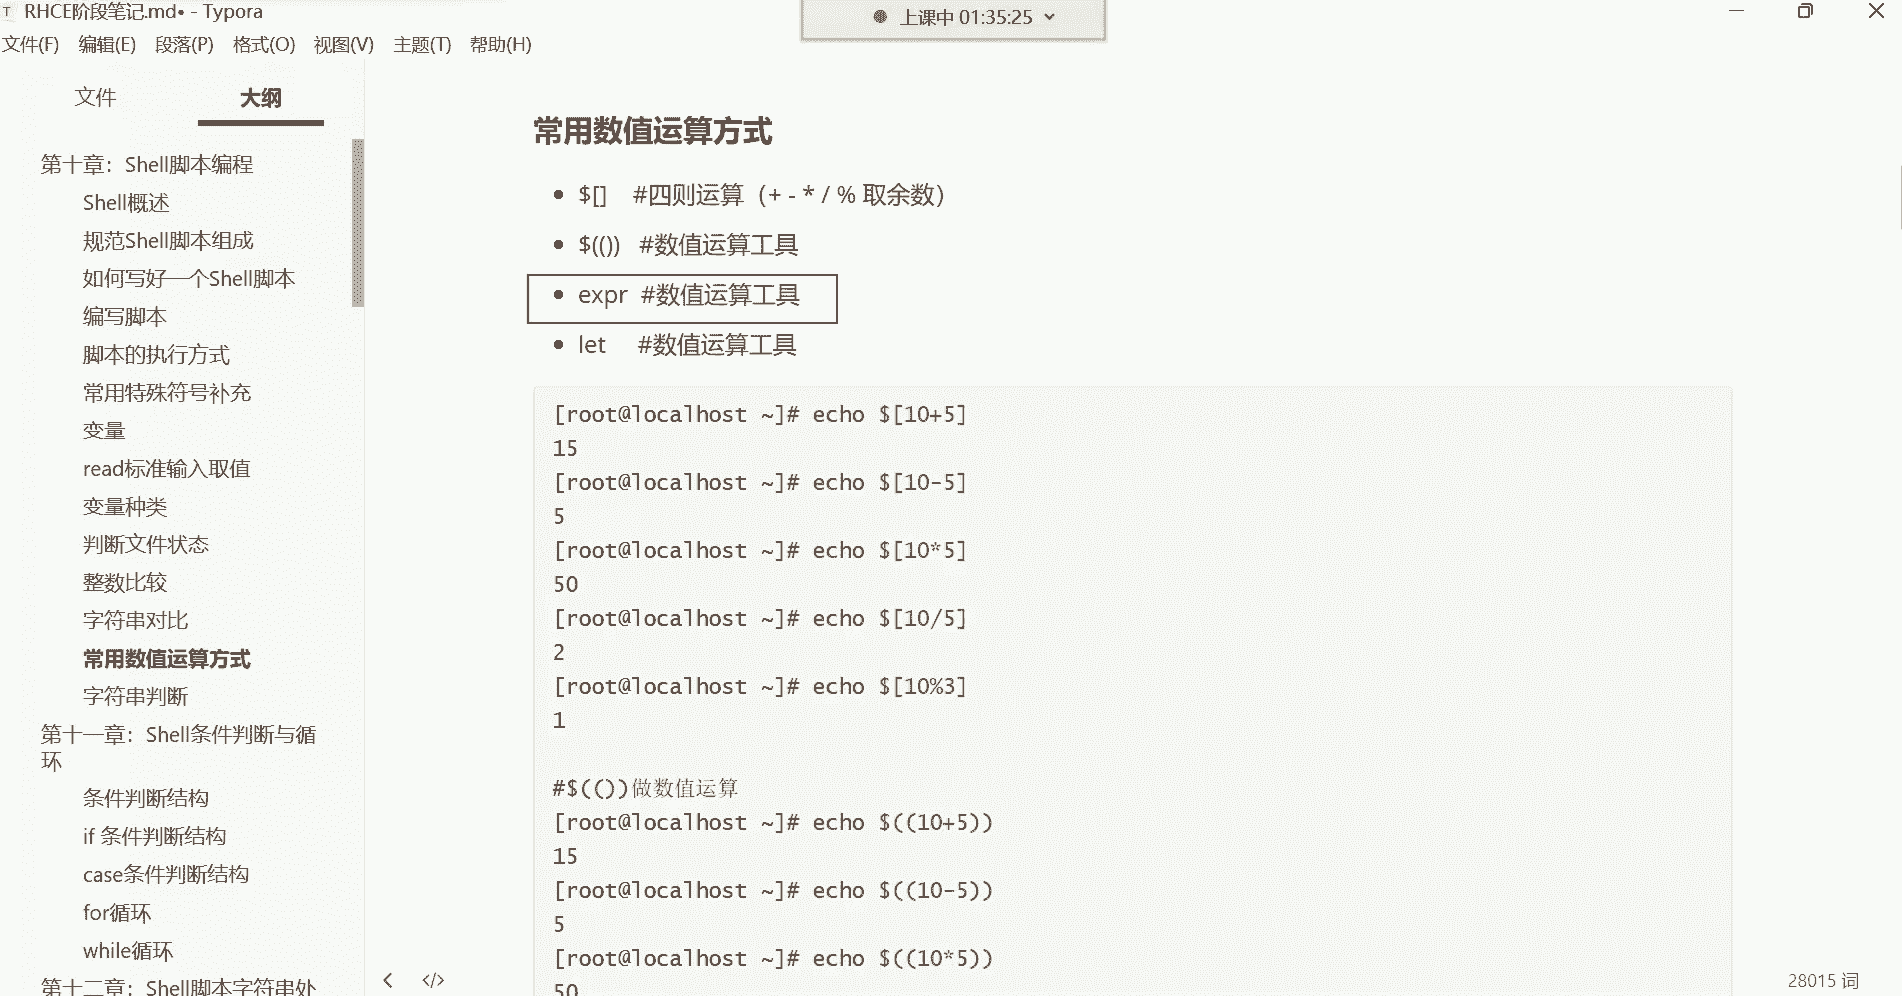 RHCE阶段笔记.md• - Typora
上课中 01:35:25
文件(F) 编辑(E) 段落(P) 格式(O) 视图(V) 主题(T) 帮助(H)
文件 大纲
第十章：Shell脚本编程
Shell概述
规范Shell脚本组成
如何写好一个Shell脚本
编写脚本
脚本的执行方式
常用特殊符号补充
变量
read标准输入取值
变量种类
判断文件状态
整数比较
字符串对比
常用数值运算方式
字符串判断
第十一章：Shell条件判断与循
环
条件判断结构
if 条件判断结构
case条件判断结构
for循环
while循环
第十二章：Shell脚本字符串处
常用数值运算方式
• $[] #四则运算（+ - * / % 取余数）
• $(()) #数值运算工具
• expr #数值运算工具
• let #数值运算工具
[root@localhost ~]# echo $[10+5]
15
[root@localhost ~]# echo $[10-5]
5
[root@localhost ~]# echo $[10*5]
50
[root@localhost ~]# echo $[10/5]
2
[root@localhost ~]# echo $[10%3]
1
#$(())做数值运算
[root@localhost ~]# echo $((10+5))
15
[root@localhost ~]# echo $((10-5))
5
[root@localhost ~]# echo $((10*5))
50
28015 词